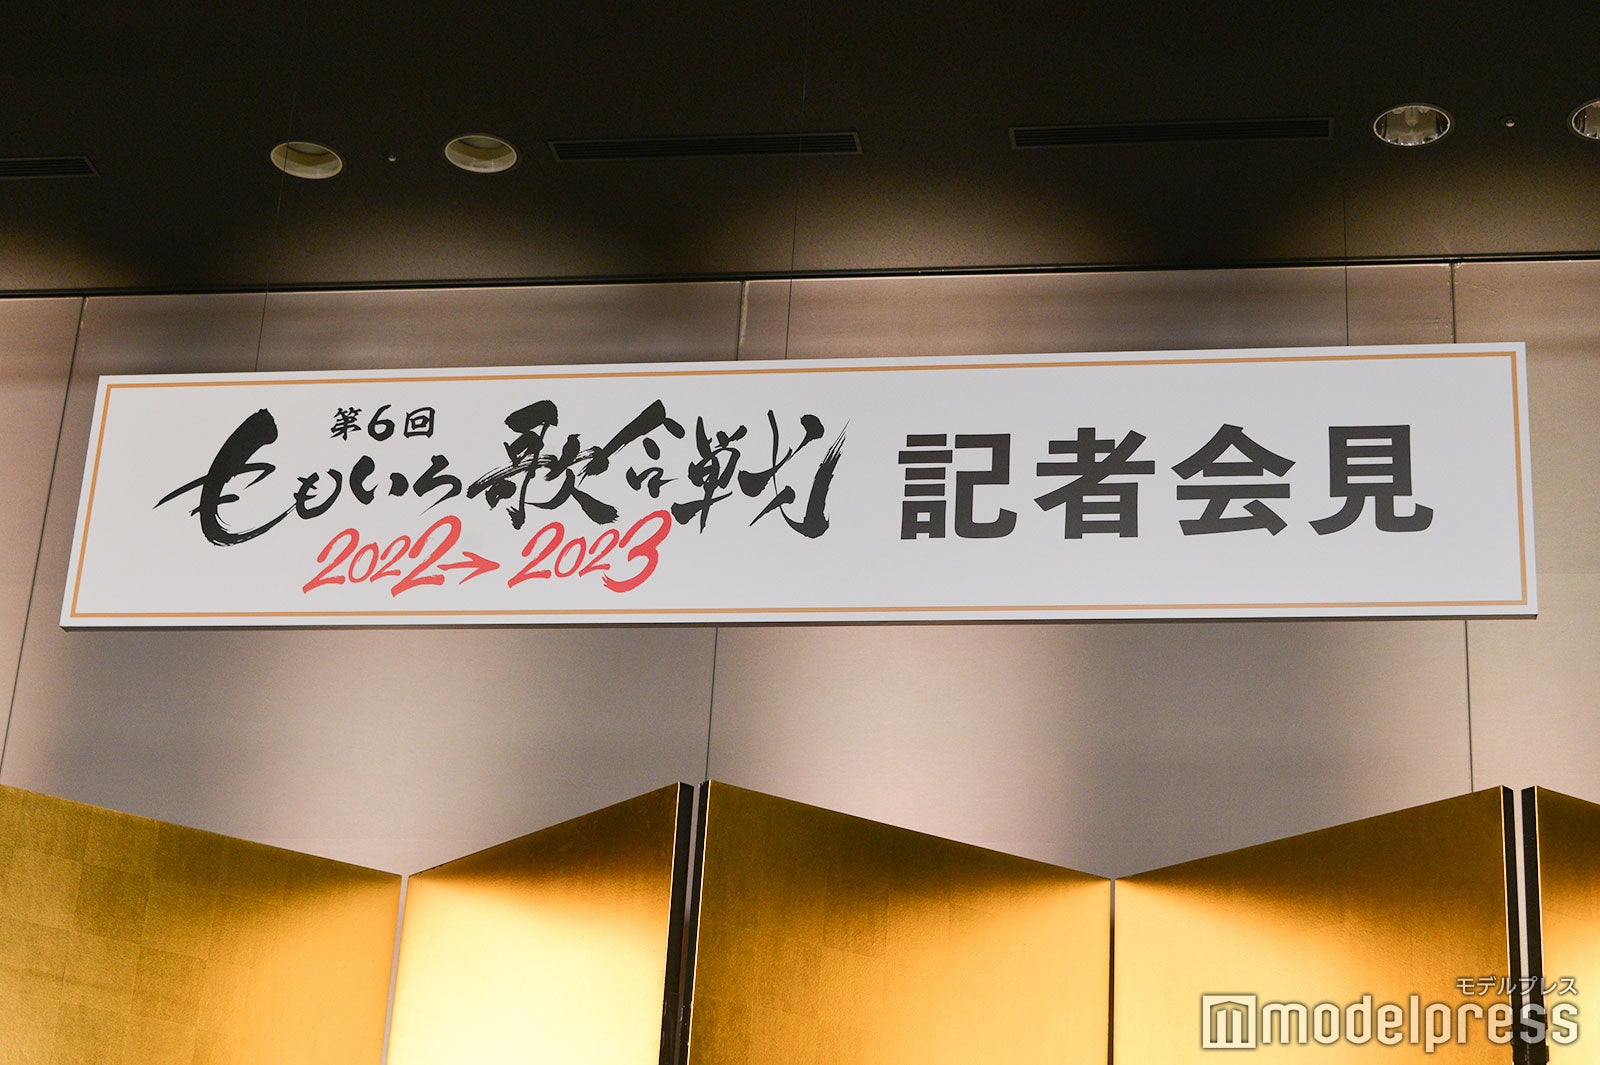 第6回
ももいろ歌合戦
2022→2023
記者会見
モデルプレス
modelpress